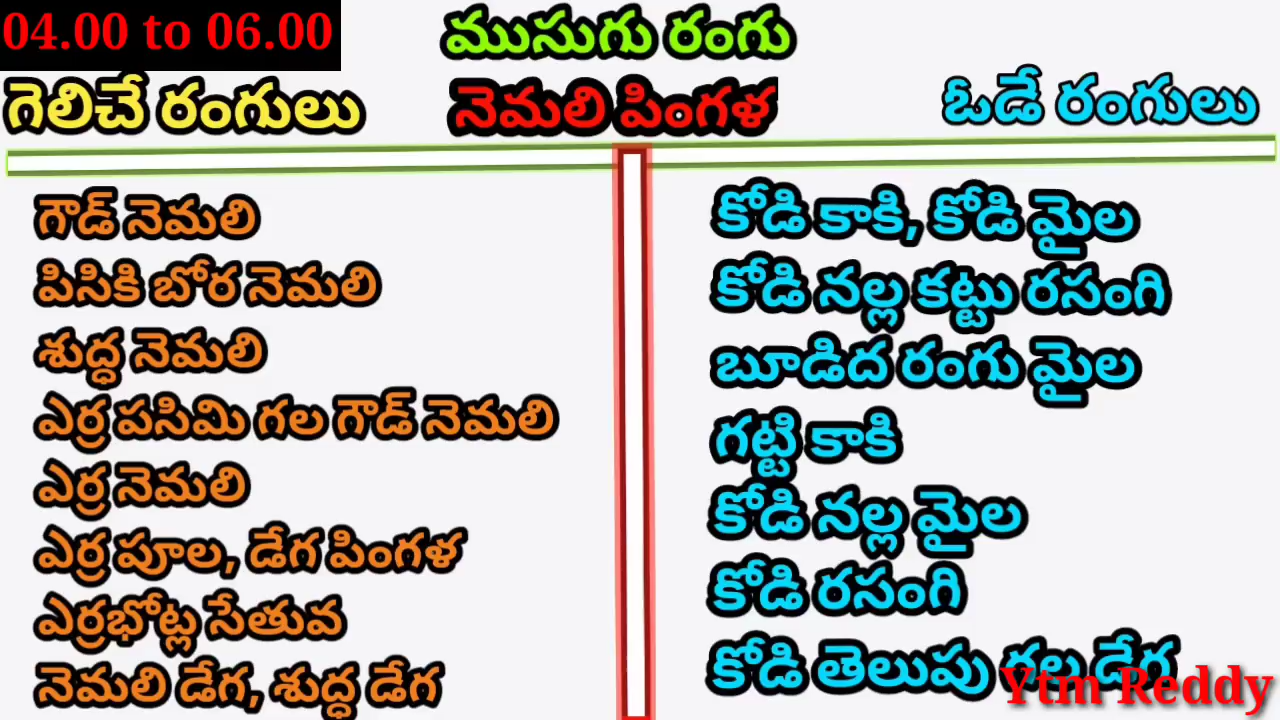 04.00 to 06.00
ముసుగు రంగు
నెమలి పింగళ
గెలిచే రంగులు
ఓడే రంగులు
గౌడ్ నెమలి
పిసికి బోర నెమలి
శుద్ధ నెమలి
ఎర్ర పసిమి గల గౌడ్ నెమలి
ఎర్ర నెమలి
ఎర్ర పూల, డేగ పింగళ
ఎర్రభోట్ల సేతువ
నెమలి డేగ, శుద్ధ డేగ
కోడి కాకి, కోడి మైల
కోడి నల్ల కట్టు రసంగి
బూడిద రంగు మైల
గట్టి కాకి
కోడి నల్ల మైల
కోడి రసంగి
కోడి తెలుపు గల డేగ
Ytm Reddy